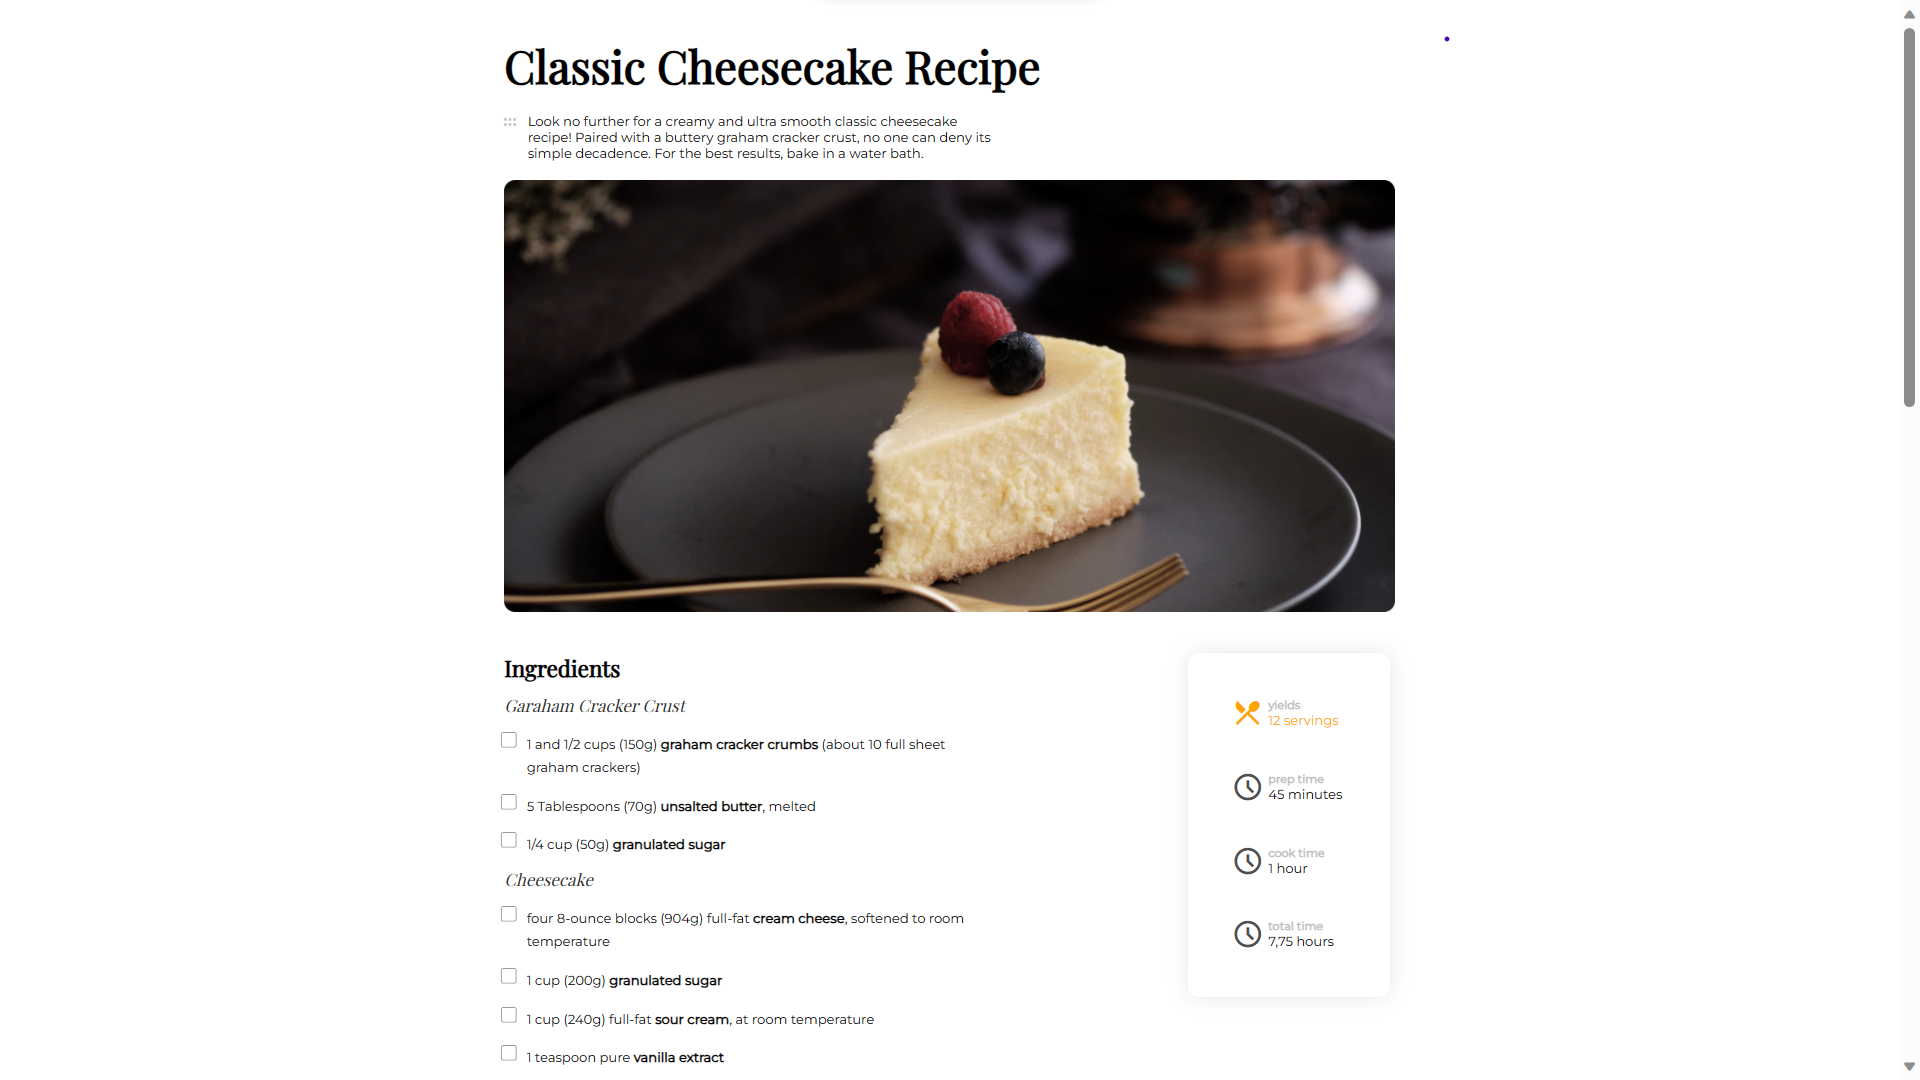 Classic Cheesecake Recipe
Look no further for a creamy and ultra smooth classic cheesecake
recipe! Paired with a buttery graham cracker crust, no one can deny its
simple decadence. For the best results, bake in a water bath.
Ingredients
Garaham Cracker Crust
1 and 1/2 cups (150g) graham cracker crumbs (about 10 full sheet
graham crackers)
5 Tablespoons (70g) unsalted butter, melted
1/4 cup (50g) granulated sugar
Cheesecake
four 8-ounce blocks (904g) full-fat cream cheese, softened to room
temperature
1 cup (200g) granulated sugar
1 cup (240g) full-fat sour cream, at room temperature
1 teaspoon pure vanilla extract
yields
12 servings
prep time
45 minutes
cook time
1 hour
total time
7,75 hours